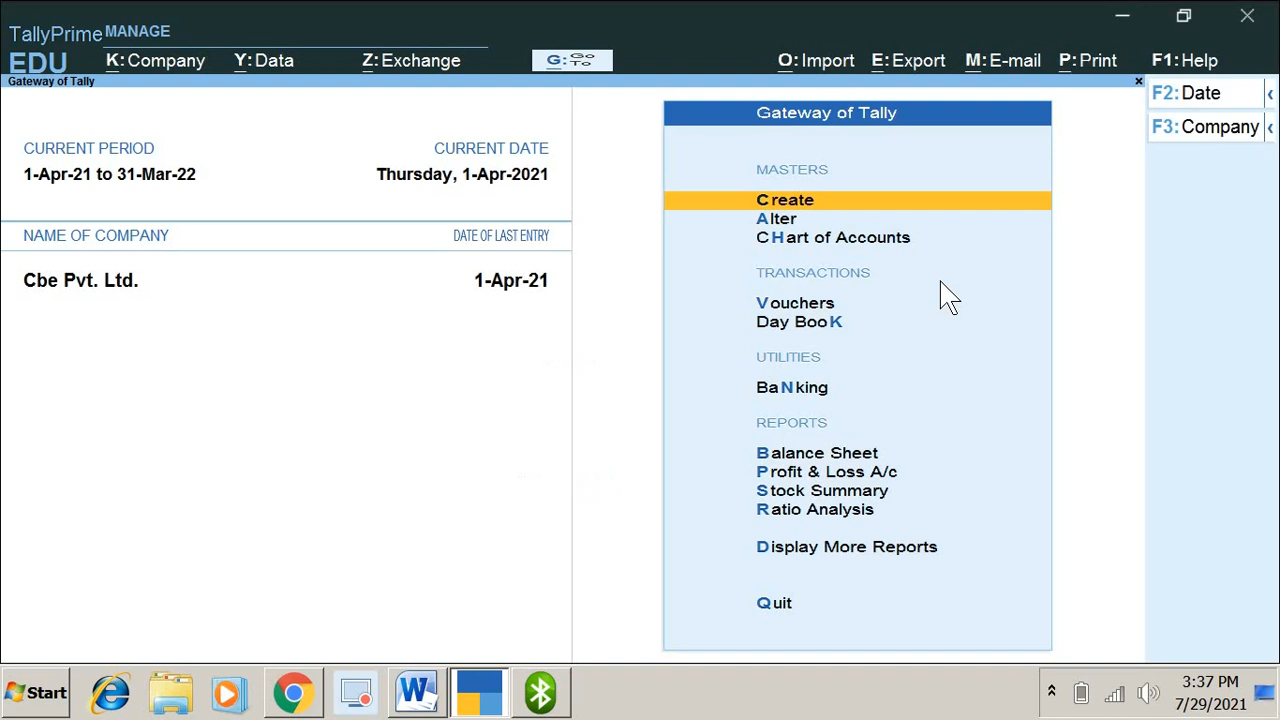 TallyPrime MANAGE
EDU K: Company Y: Data Z: Exchange G: Go To O: Import E: Export M: E-mail P: Print F1: Help
Gateway of Tally x
F2: Date
F3: Company
CURRENT PERIOD CURRENT DATE
1-Apr-21 to 31-Mar-22 Thursday, 1-Apr-2021
NAME OF COMPANY DATE OF LAST ENTRY
Cbe Pvt. Ltd. 1-Apr-21
Gateway of Tally
MASTERS
Create
Alter
CHart of Accounts
TRANSACTIONS
Vouchers
Day BooK
UTILITIES
BaNking
REPORTS
Balance Sheet
Profit & Loss A/c
Stock Summary
Ratio Analysis
Display More Reports
Quit
Start
3:37 PM
7/29/2021